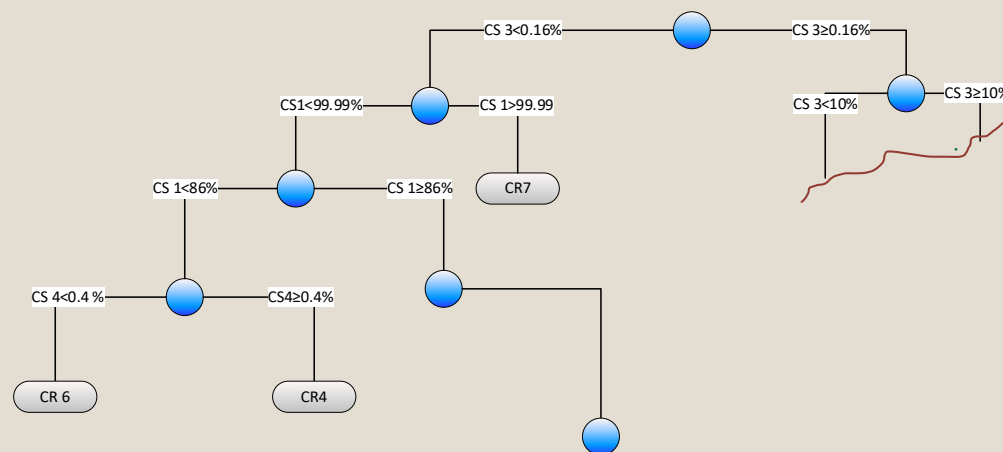 CS 3<0.16%
CS 3≥0.16%
CS1<99.99%
CS 1>99.99
CS 3<10%
CS 3≥10%
CS 1<86%
CS 1≥86%
CR7
CS 4<0.4 %
CS4≥0.4%
CR 6
CR4